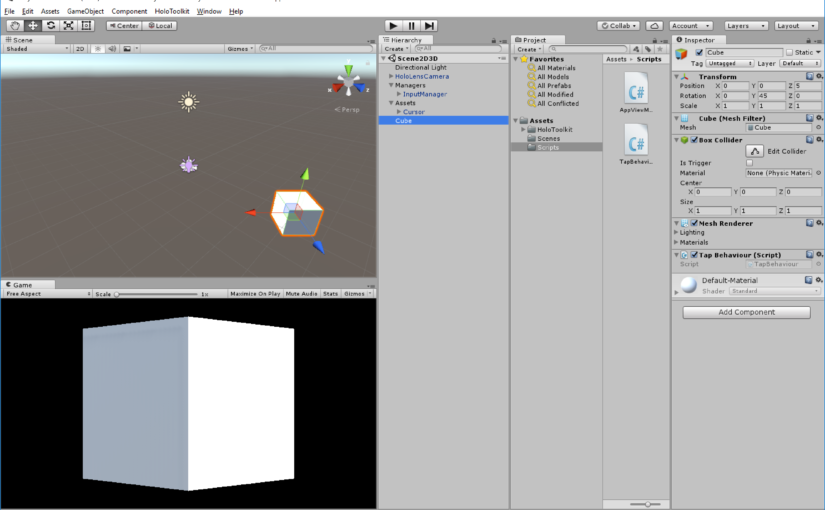 File Edit Assets GameObject Component HoloToolkit Window Help
Center Local Collab Account Layers Layout
Scene
Shaded 2D Gizmos All
Persp
Game
Free Aspect Scale 1x Maximize On Play Mute Audio Stats Gizmos
Hierarchy
Create All
Scene2D3D
Directional Light
HoloLensCamera
Managers
InputManager
Assets
Cursor
Cube
Project
Create
Favorites
All Materials
All Models
All Prefabs
All Modified
All Conflicted
Assets
HoloToolkit
Scenes
Scripts
Assets Scripts
C#
AppViewM...
C#
TapBehavi...
Inspector
Cube Static
Tag Untagged Layer Default
Transform
Position X 0 Y 0 Z 5
Rotation X 0 Y 45 Z 0
Scale X 1 Y 1 Z 1
Cube (Mesh Filter)
Mesh Cube
Box Collider
Edit Collider
Is Trigger
Material None (Physic Materi
Center
X 0 Y 0 Z 0
Size
X 1 Y 1 Z 1
Mesh Renderer
Lighting
Materials
Tap Behaviour (Script)
Script TapBehaviour
Default-Material
Shader Standard
Add Component